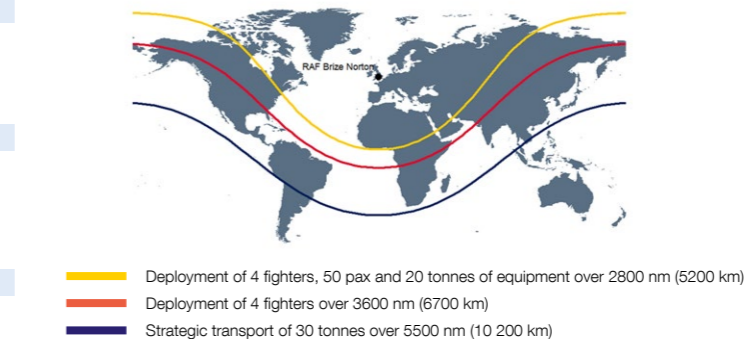 RAF Brize Norton
Deployment of 4 fighters, 50 pax and 20 tonnes of equipment over 2800 nm (5200 km)
Deployment of 4 fighters over 3600 nm (6700 km)
Strategic transport of 30 tonnes over 5500 nm (10 200 km)